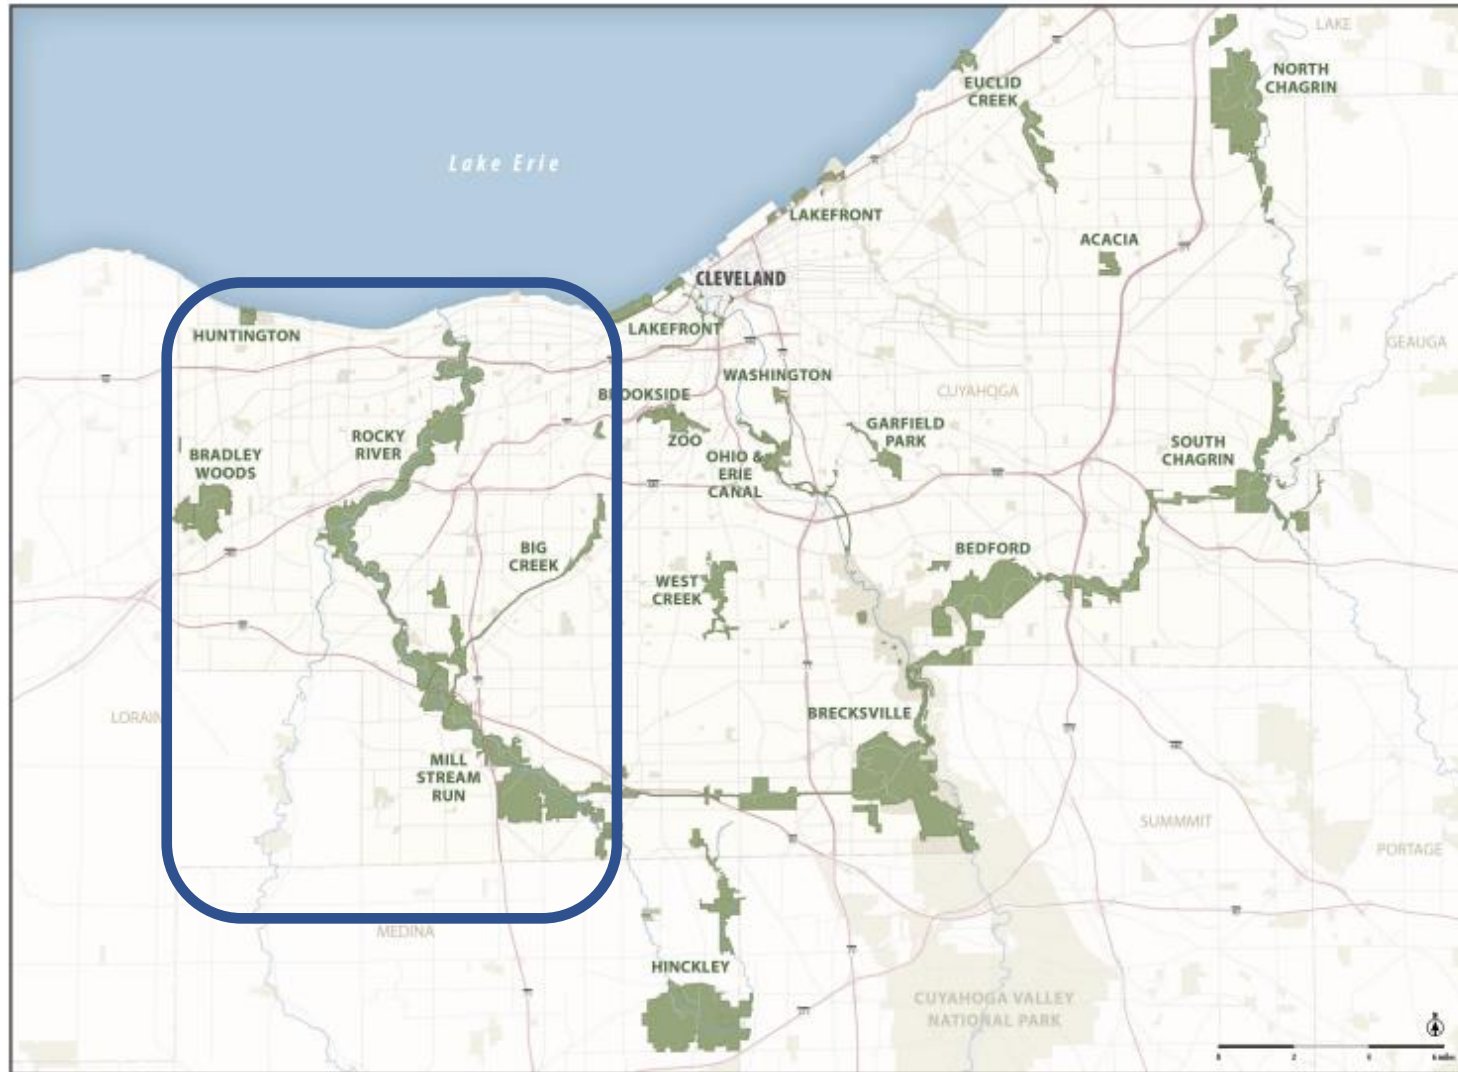 LAKE
NORTH
CHAGRIN
EUCLID
CREEK
Lake Erie
LAKEFRONT
ACACIA
CLEVELAND
HUNTINGTON
LAKEFRONT
GEAUGA
WASHINGTON
BROOKSIDE
CUYAHOGA
ZOO
GARFIELD
PARK
ROCKY
RIVER
BRADLEY
WOODS
OHIO &
ERIE
CANAL
SOUTH
CHAGRIN
BIG
CREEK
BEDFORD
WEST
CREEK
LORAIN
BRECKSVILLE
MILL
STREAM
RUN
SUMMMIT
PORTAGE
MEDINA
HINCKLEY
CUYAHOGA VALLEY
NATIONAL PARK